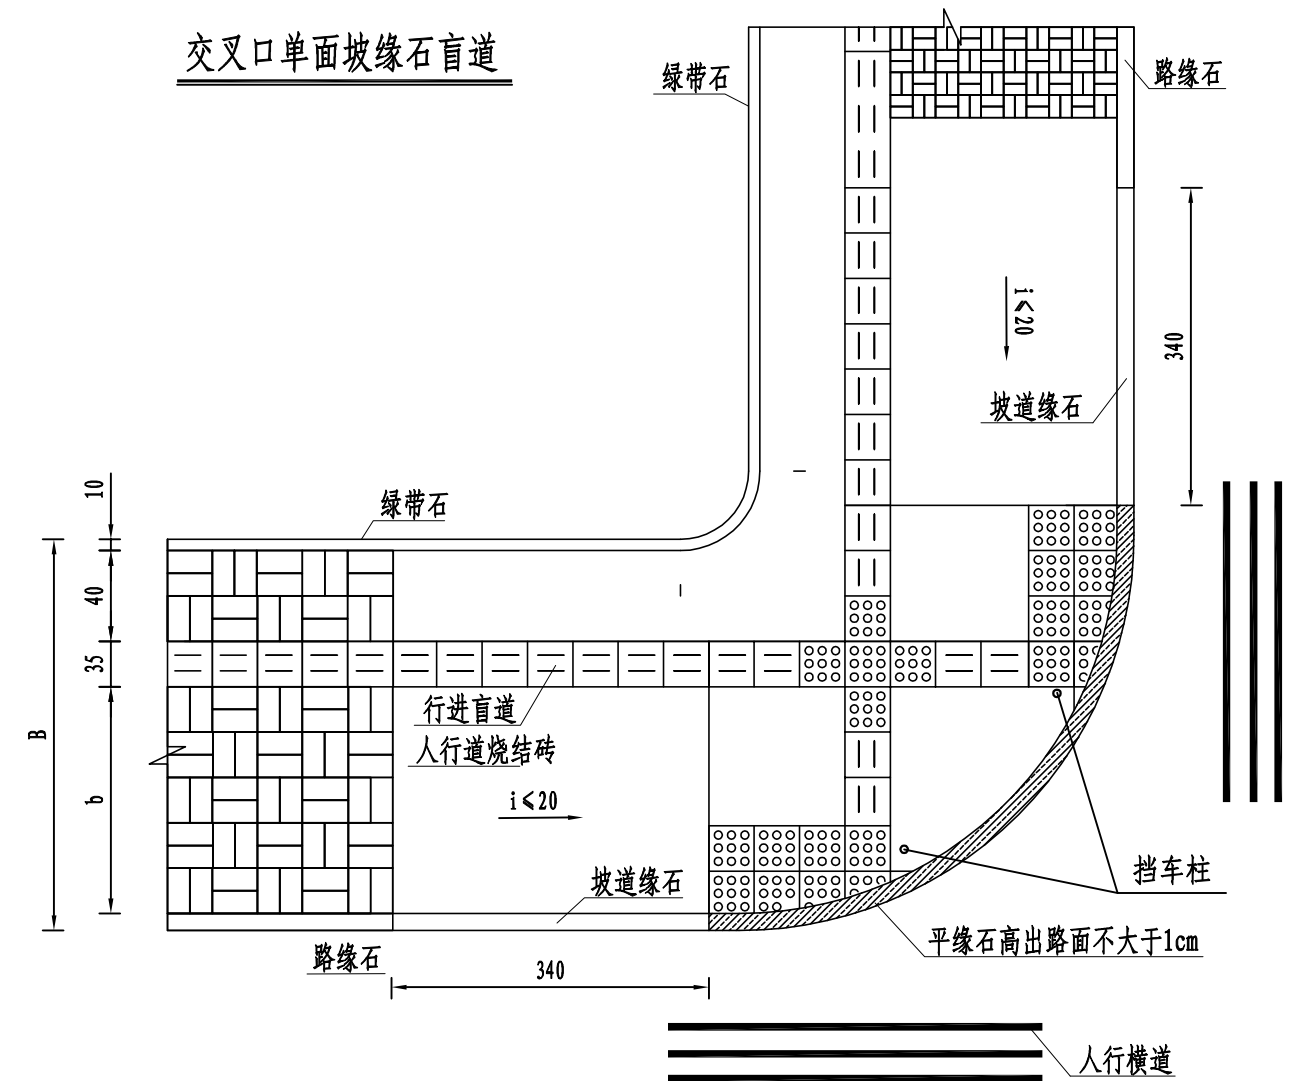 交叉口单面坡缘石盲道
绿带石
路缘石
i≤20
340
坡道缘石
10
绿带石
40
35
B
b
行进盲道
人行道烧结砖
i≤20
坡道缘石
挡车柱
平缘石高出路面不大于1cm
路缘石
340
人行横道